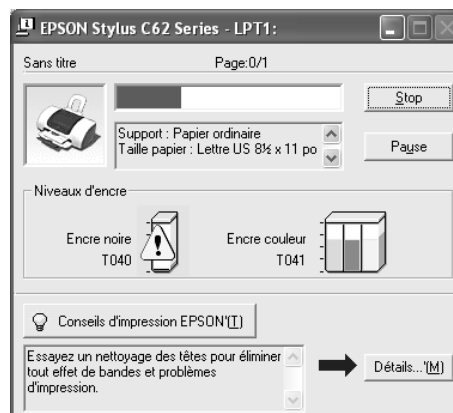 EPSON Stylus C62 Series - LPT1:
Sans titre Page:0/1
Stop
Support : Papier ordinaire
Taille papier : Lettre US 8½ x 11 po
Pause
Niveaux d'encre
Encre noire
T040
Encre couleur
T041
Conseils d'impression EPSON'(T)
Essayez un nettoyage des têtes pour éliminer
tout effet de bandes et problèmes
d'impression.
Détails...'(M)